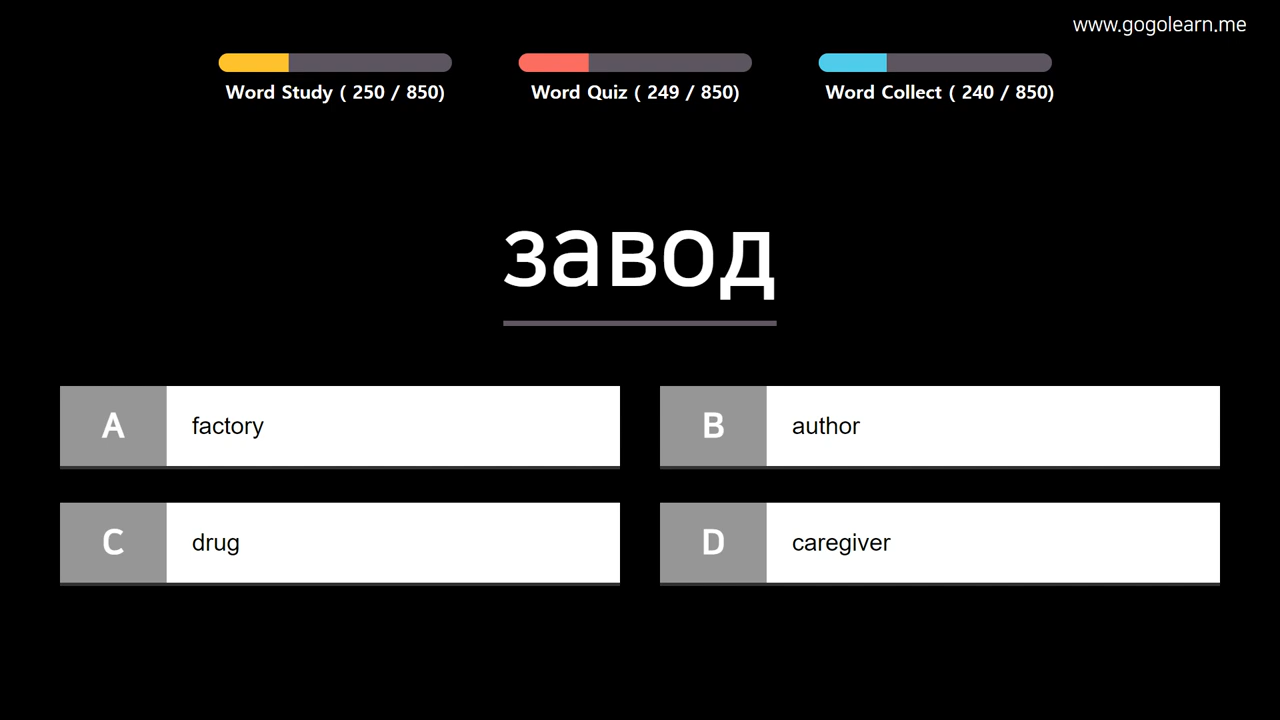 www.gogolearn.me
Word Study ( 250 / 850)
Word Quiz ( 249 / 850)
Word Collect ( 240 / 850)
завод
A factory
B author
C drug
D caregiver